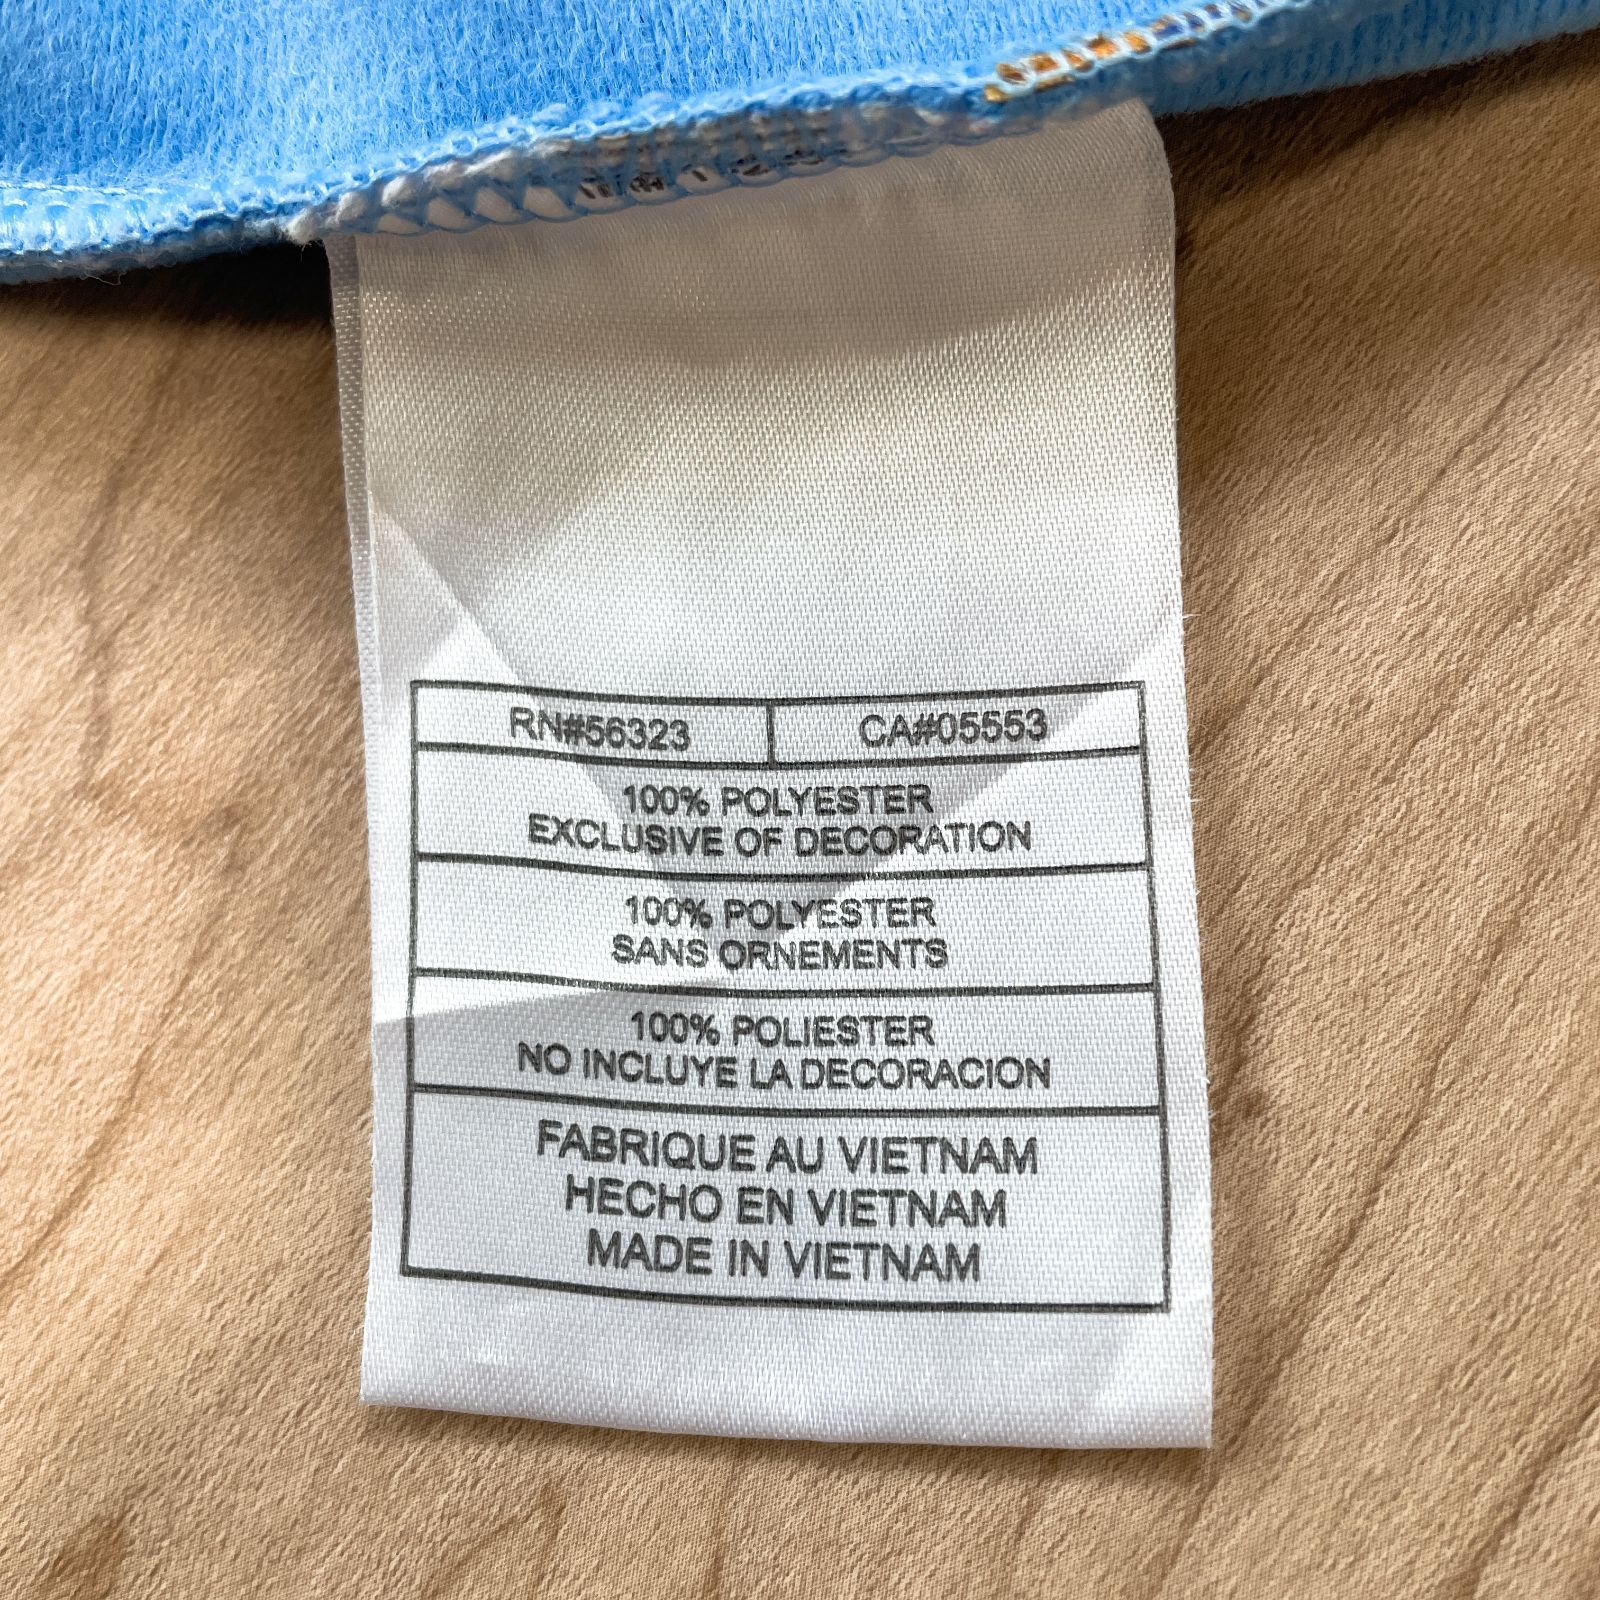 RN#56323 CA#05553
100% POLYESTER
EXCLUSIVE OF DECORATION
100% POLYESTER
SANS ORNEMENTS
100% POLIESTER
NO INCLUYE LA DECORACION
FABRIQUE AU VIETNAM
HECHO EN VIETNAM
MADE IN VIETNAM